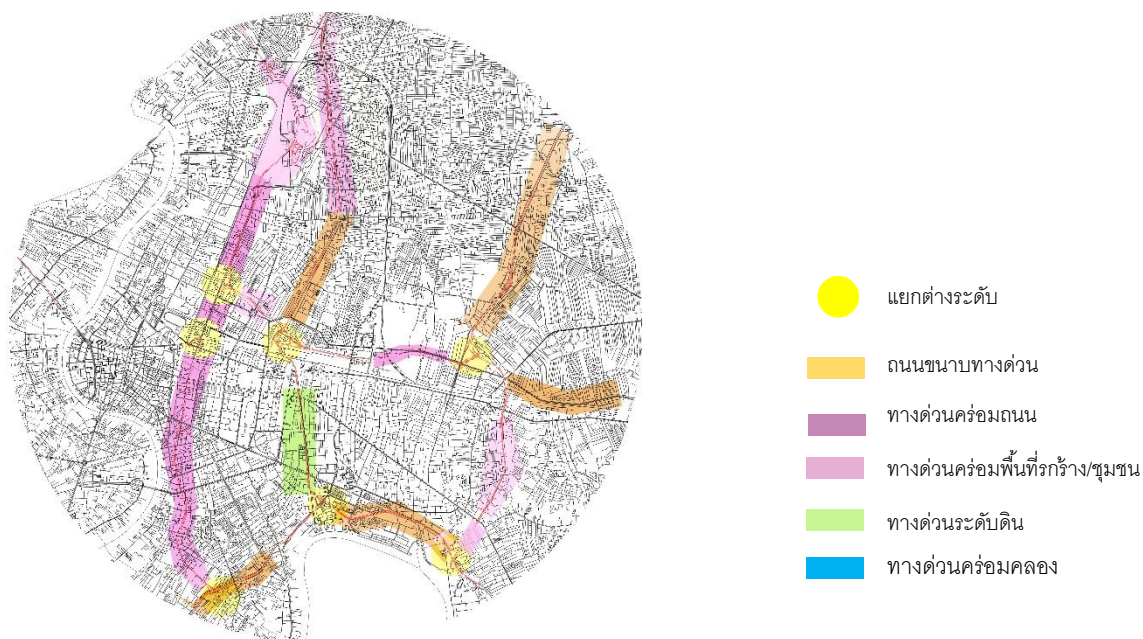 แยกต่างระดับ
ถนนขนาบทางด่วน
ทางด่วนคร่อมถนน
ทางด่วนคร่อมพื้นที่รกร้าง/ชุมชน
ทางด่วนระดับดิน
ทางด่วนคร่อมคลอง